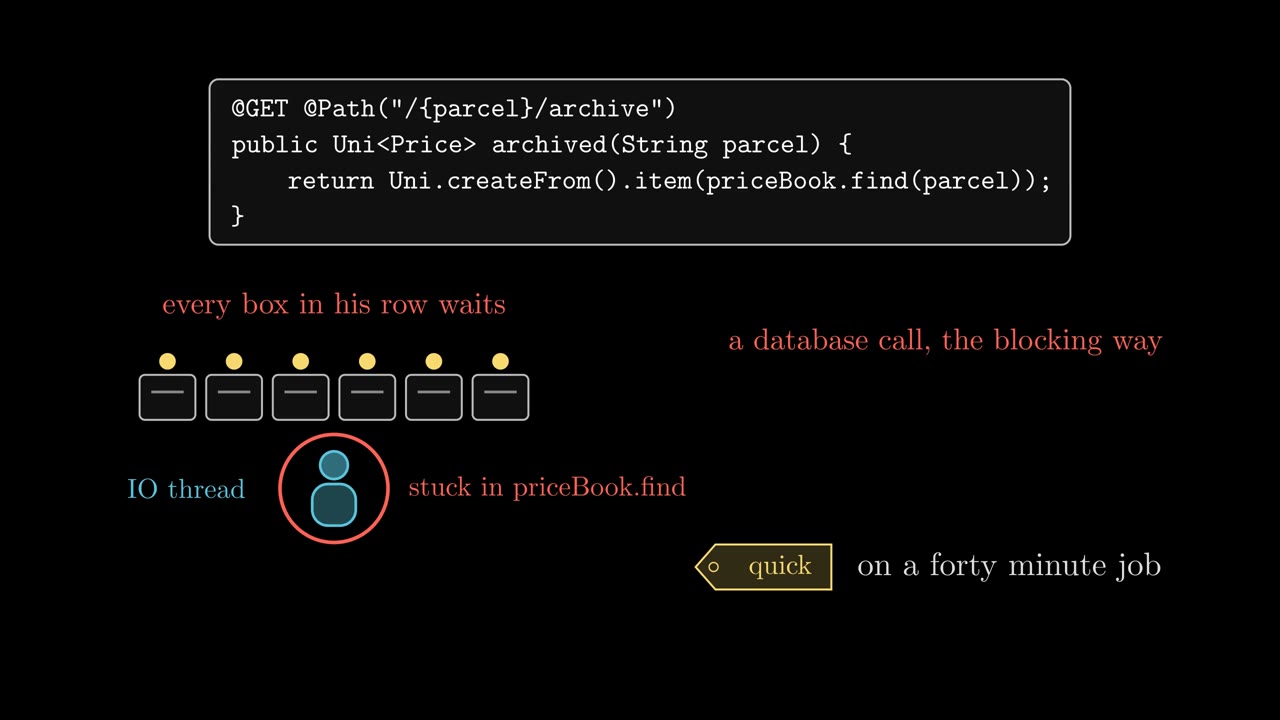 @GET @Path("/{parcel}/archive")
public Uni<Price> archived(String parcel) {
    return Uni.createFrom().item(priceBook.find(parcel));
}
every box in his row waits
a database call, the blocking way
IO thread
stuck in priceBook.find
quick
on a forty minute job